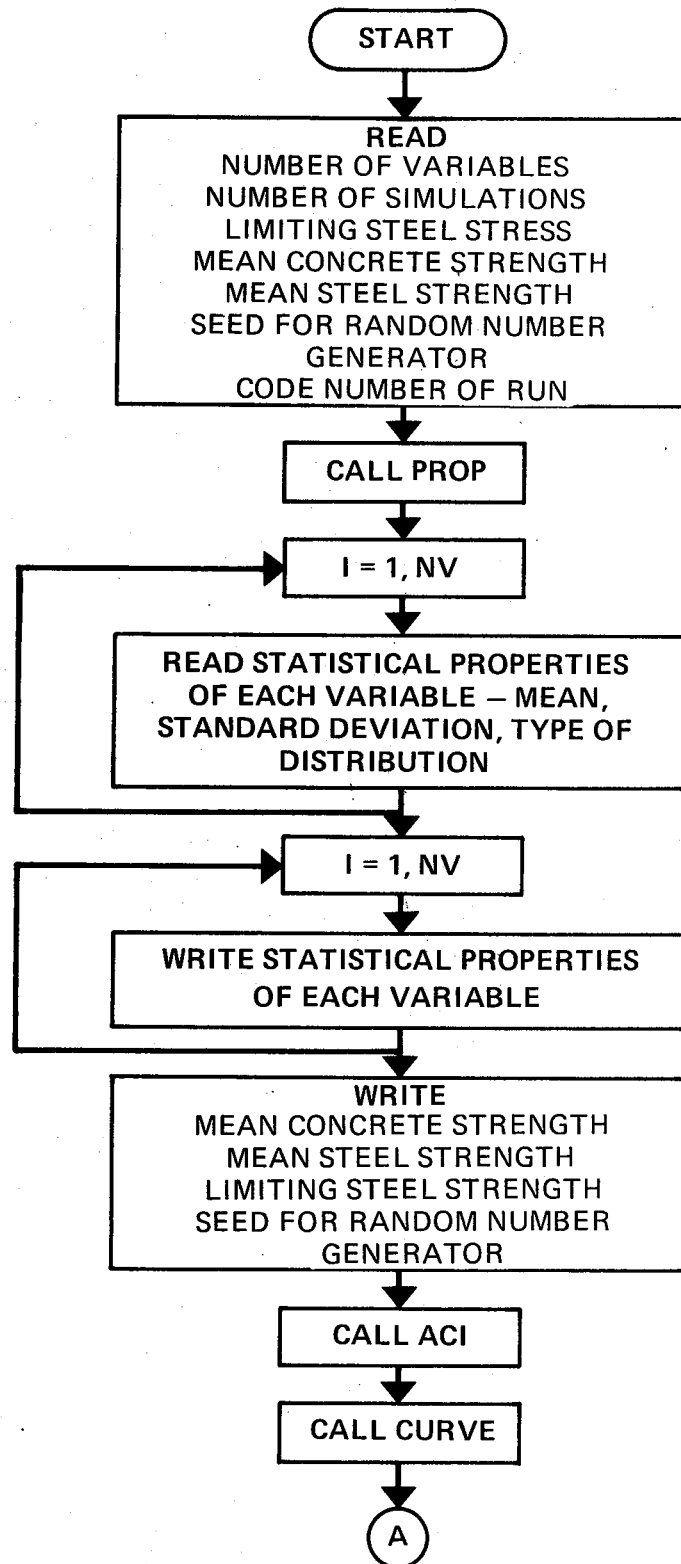 START
READ
NUMBER OF VARIABLES
NUMBER OF SIMULATIONS
LIMITING STEEL STRESS
MEAN CONCRETE STRENGTH
MEAN STEEL STRENGTH
SEED FOR RANDOM NUMBER
GENERATOR
CODE NUMBER OF RUN
CALL PROP
I = 1, NV
READ STATISTICAL PROPERTIES
OF EACH VARIABLE – MEAN,
STANDARD DEVIATION, TYPE OF
DISTRIBUTION
I = 1, NV
WRITE STATISTICAL PROPERTIES
OF EACH VARIABLE
WRITE
MEAN CONCRETE STRENGTH
MEAN STEEL STRENGTH
LIMITING STEEL STRENGTH
SEED FOR RANDOM NUMBER
GENERATOR
CALL ACI
CALL CURVE
A